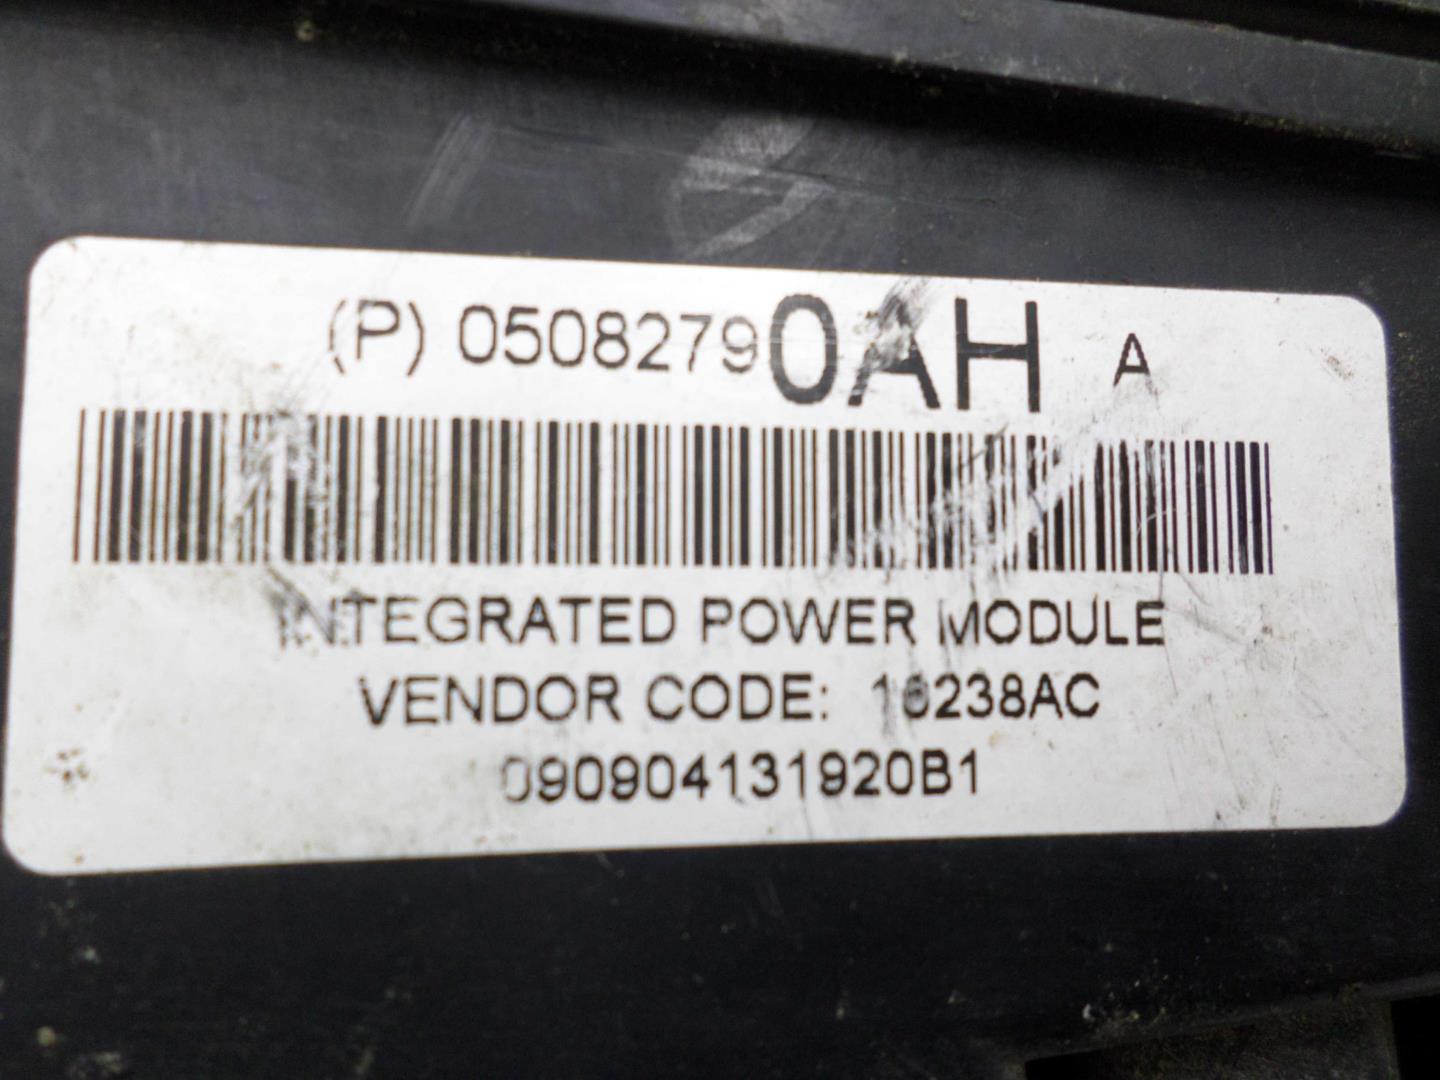 (P) 05082790AH A
INTEGRATED POWER MODULE
VENDOR CODE: 16238AC
090904131920B1